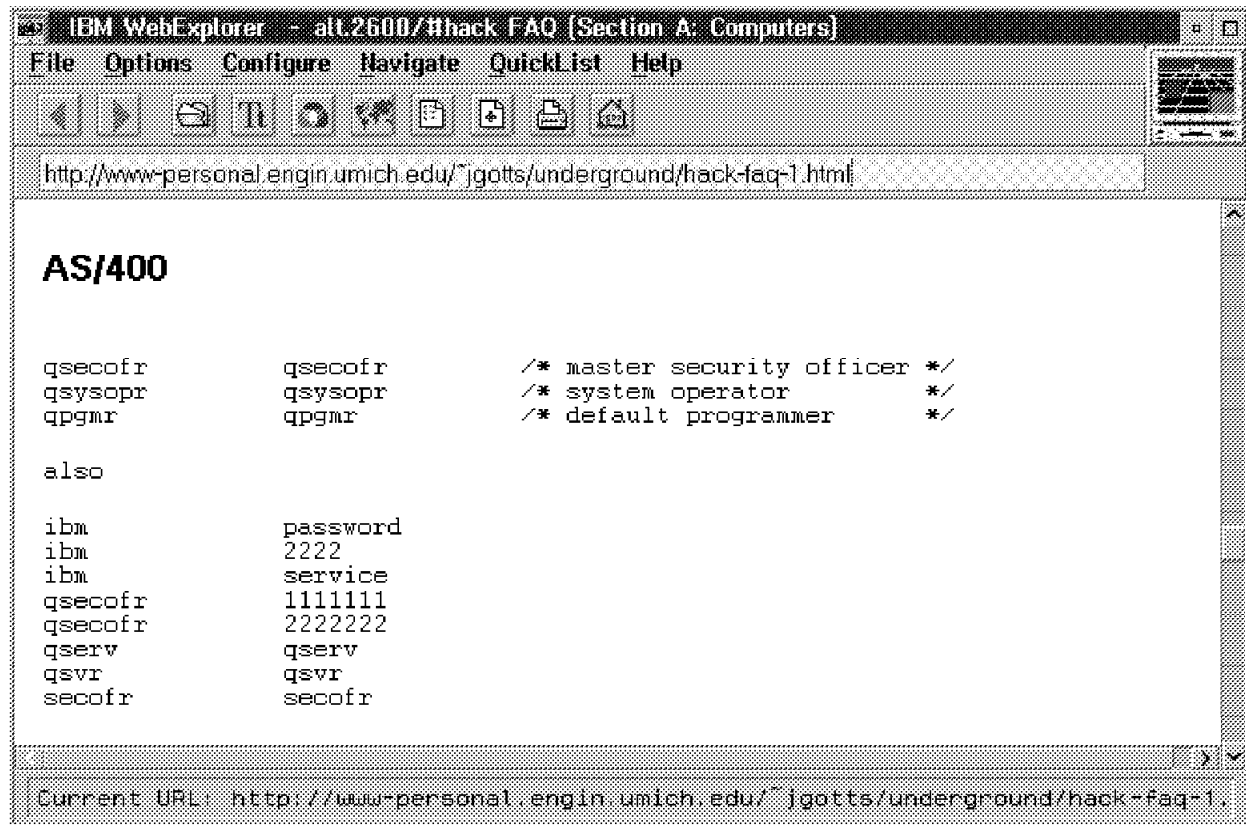 IBM WebExplorer - alt.2600/#hack FAQ (Section A: Computers)
File Options Configure Navigate QuickList Help
http://www-personal.engin.umich.edu/~jgotts/underground/hack-faq-1.html
AS/400
qsecofr qsecofr /* master security officer */
qsysopr qsysopr /* system operator */
qpgmr qpgmr /* default programmer */
also
ibm password
ibm 2222
ibm service
qsecofr 1111111
qsecofr 2222222
qserv qserv
qsvr qsvr
secofr secofr
Current URL: http://www-personal.engin.umich.edu/~jgotts/underground/hack-faq-1.